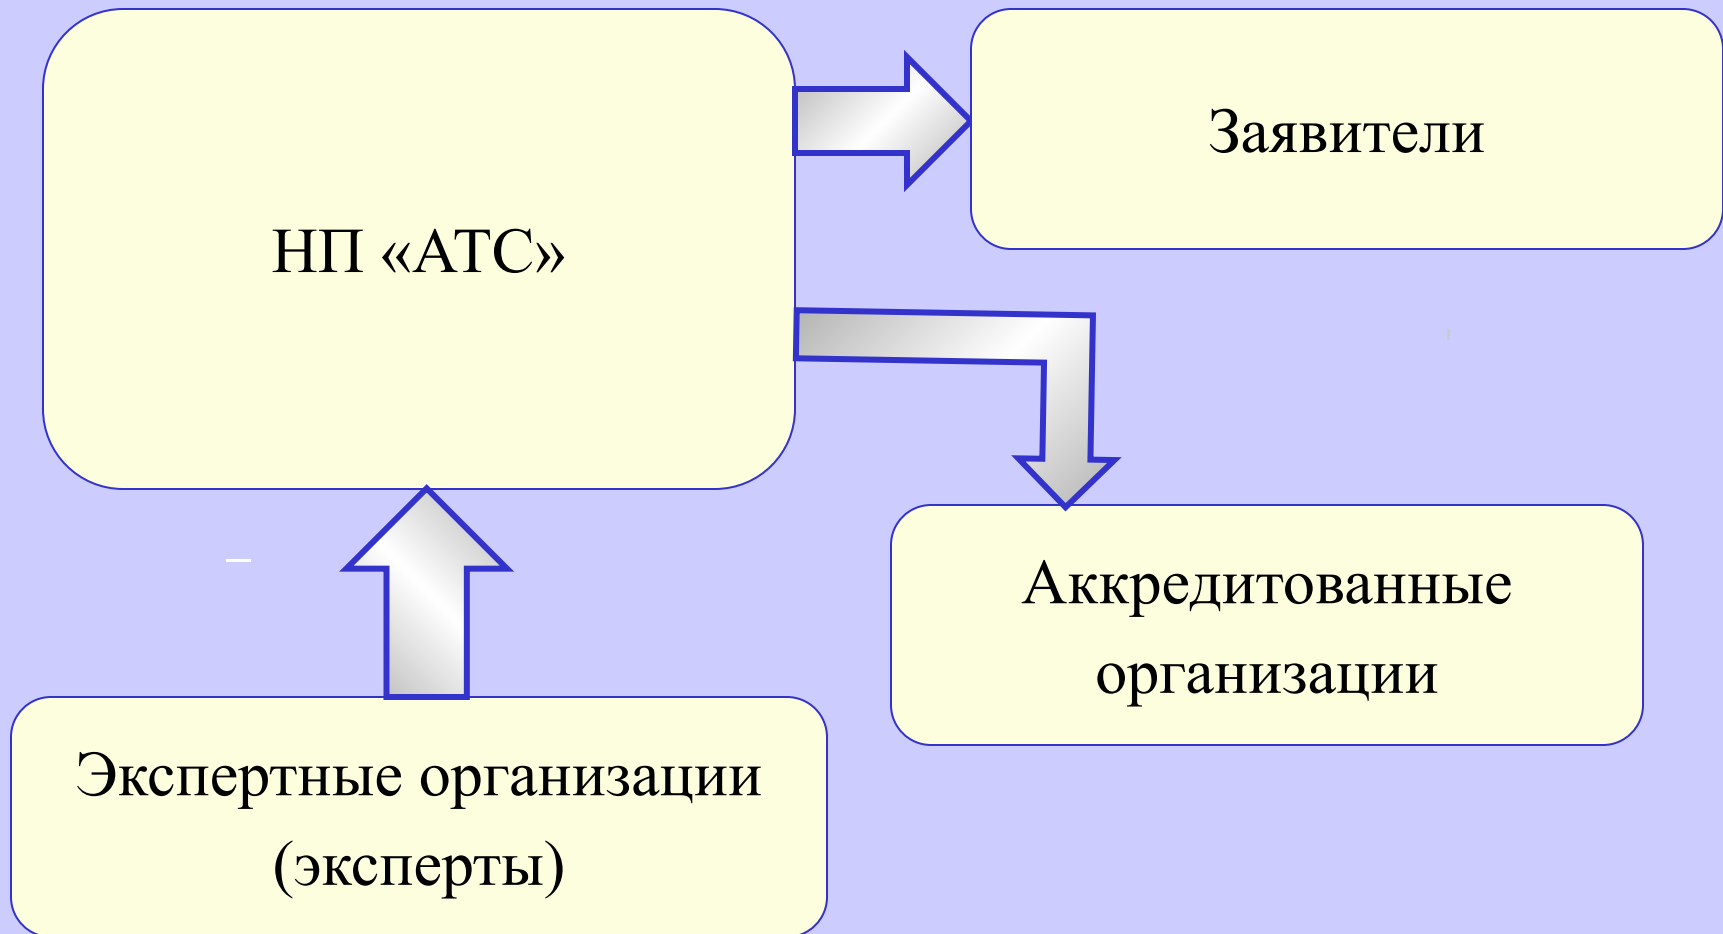 НП «АТС»
Заявители
Аккредитованные
организации
Экспертные организации
(эксперты)